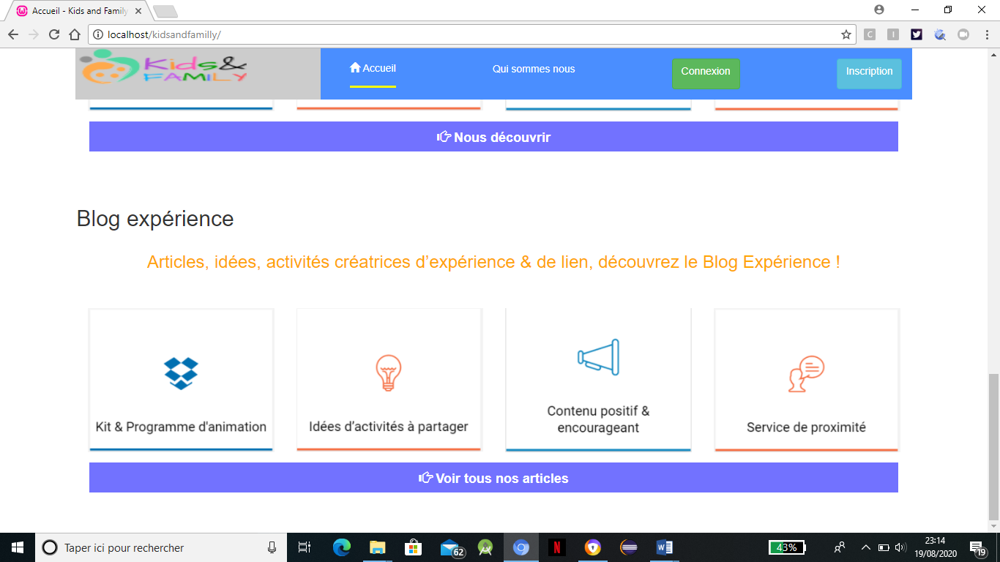 Accueil - Kids and Family
localhost/kidsandfamilly/
Kids&
FAMILY
Accueil
Qui sommes nous
Connexion
Inscription
Nous découvrir
Blog expérience
Articles, idées, activités créatrices d’expérience & de lien, découvrez le Blog Expérience !
Kit & Programme d'animation
Idées d’activités à partager
Contenu positif &
encourageant
Service de proximité
Voir tous nos articles
Taper ici pour rechercher
62
43%
23:14
19/08/2020
19